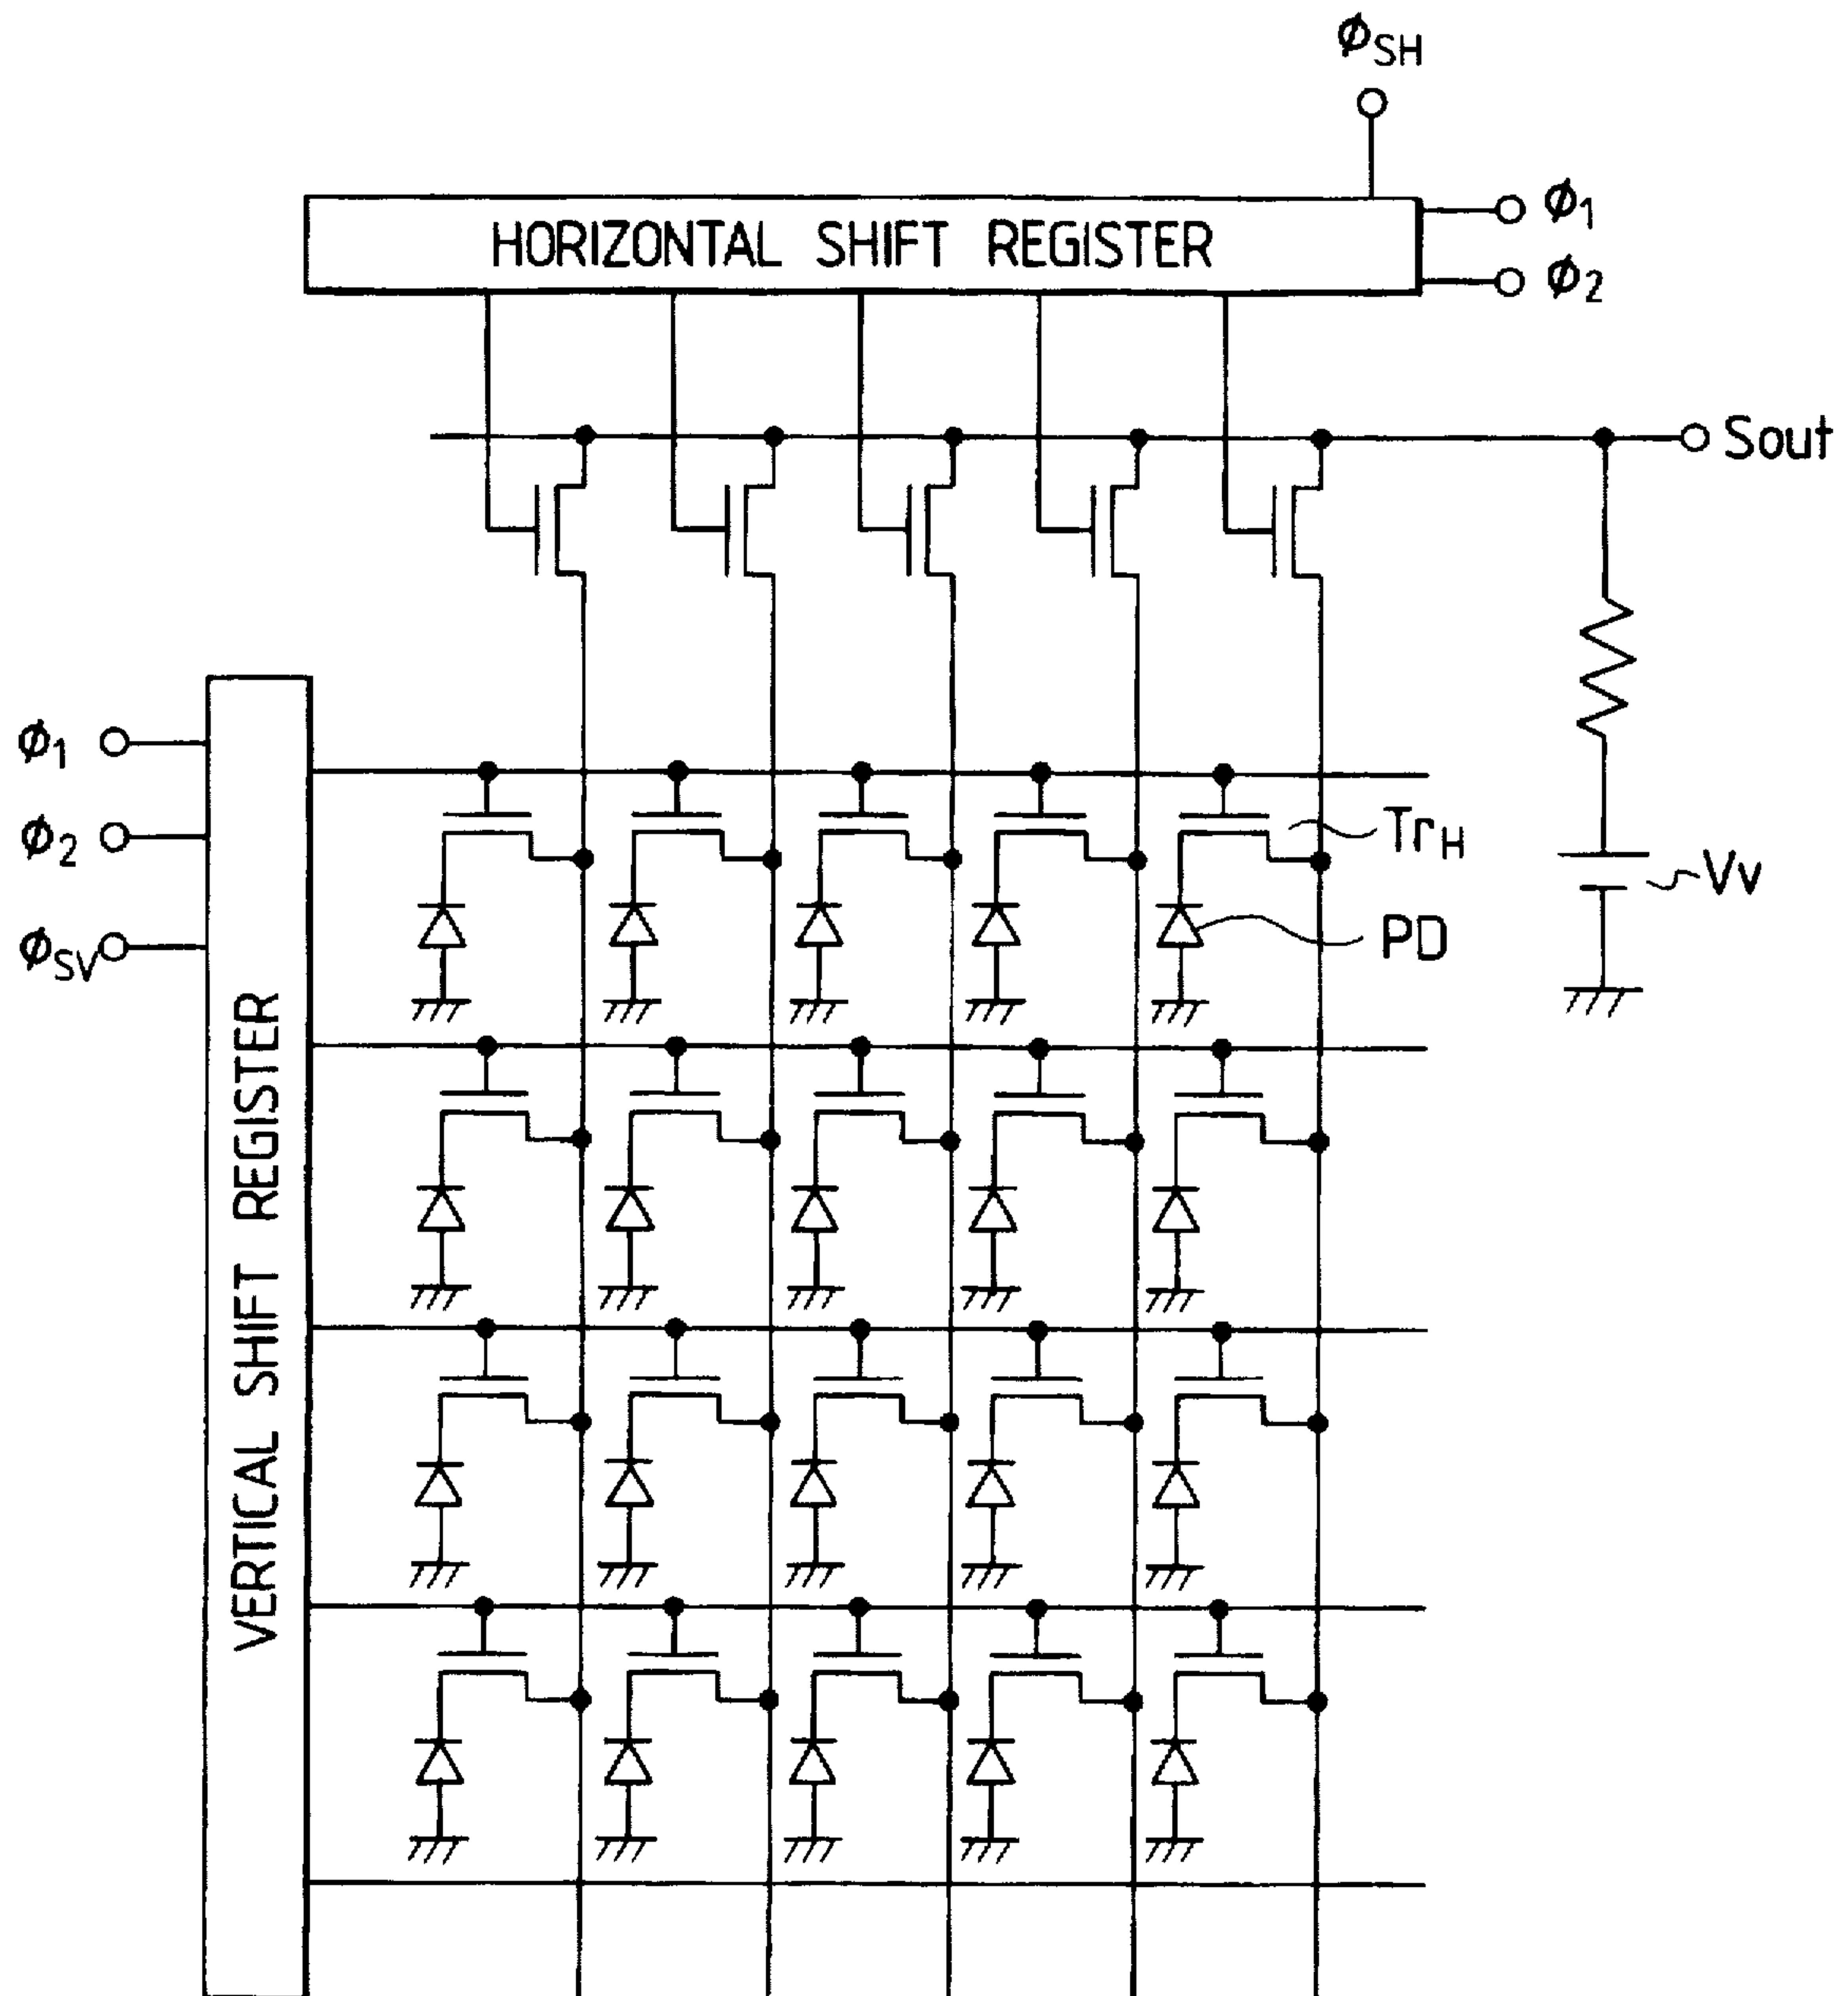 ϕSH
HORIZONTAL SHIFT REGISTER
ϕ1
ϕ2
Sout
ϕ1
ϕ2
ϕSV
VERTICAL SHIFT REGISTER
TrH
PD
Vv